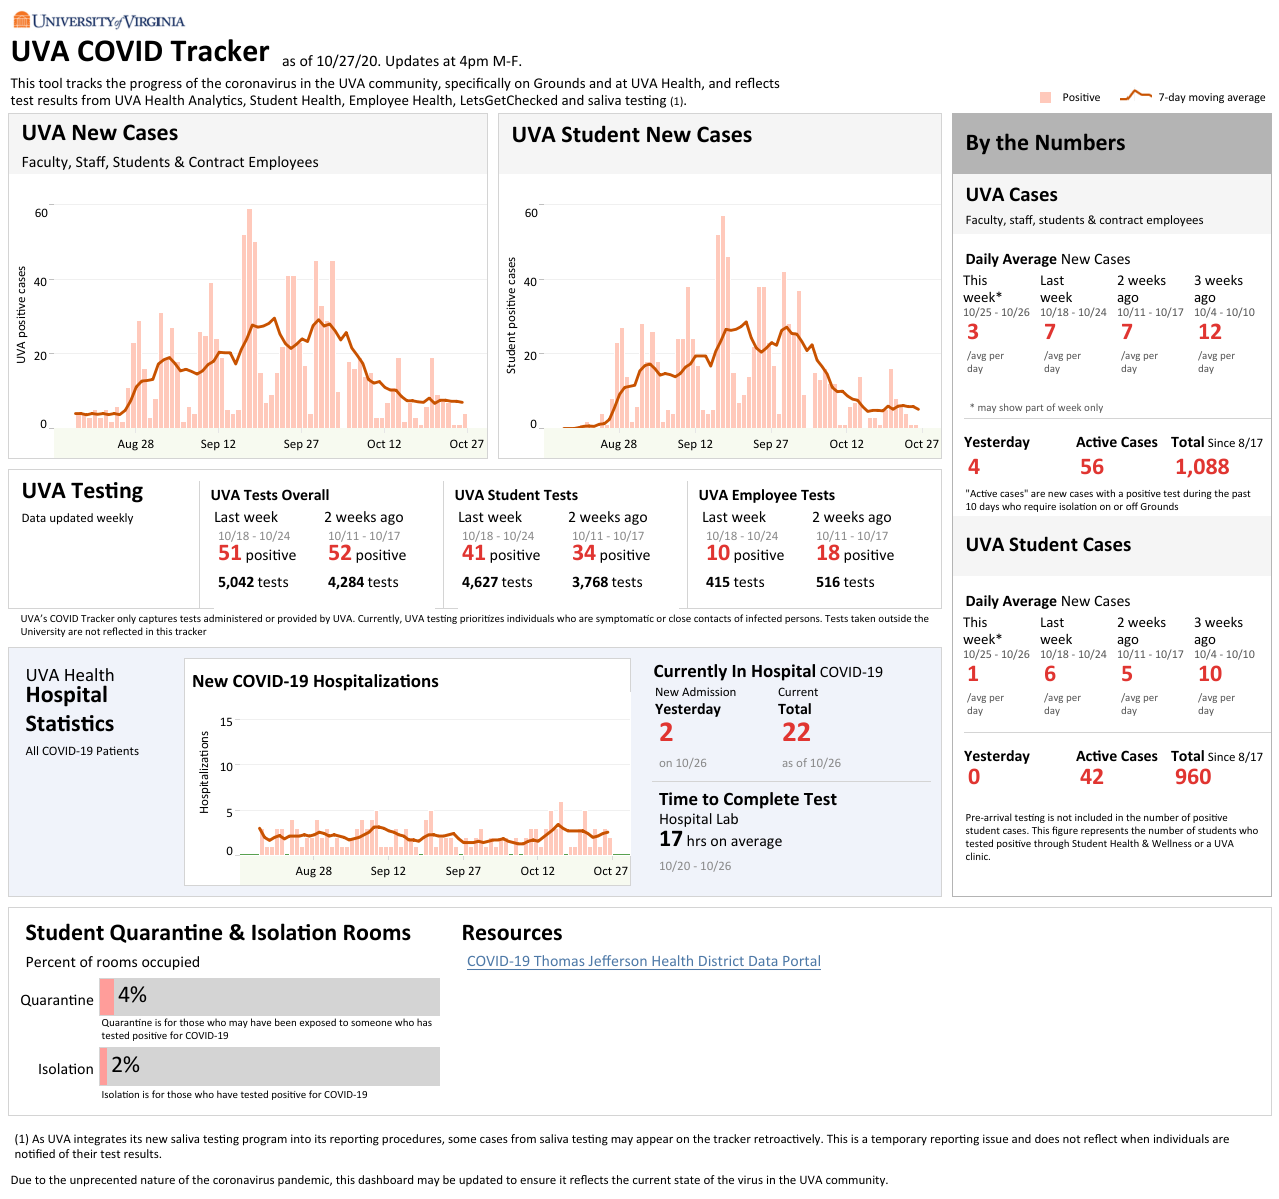 UNIVERSITY of VIRGINIA
UVA COVID Tracker as of 10/27/20. Updates at 4pm M-F.
This tool tracks the progress of the coronavirus in the UVA community, specifically on Grounds and at UVA Health, and reflects
test results from UVA Health Analytics, Student Health, Employee Health, LetsGetChecked and saliva testing (1).
Positive 7-day moving average
UVA New Cases
Faculty, Staff, Students & Contract Employees
UVA positive cases
60
40
20
0
Aug 28 Sep 12 Sep 27 Oct 12 Oct 27
UVA Student New Cases
Student positive cases
60
40
20
0
Aug 28 Sep 12 Sep 27 Oct 12 Oct 27
By the Numbers
UVA Cases
Faculty, staff, students & contract employees
Daily Average New Cases
This Last 2 weeks 3 weeks
week* week ago ago
10/25 - 10/26 10/18 - 10/24 10/11 - 10/17 10/4 - 10/10
3 7 7 12
/avg per /avg per /avg per /avg per
day day day day
* may show part of week only
Yesterday Active Cases Total Since 8/17
4 56 1,088
"Active cases" are new cases with a positive test during the past
10 days who require isolation on or off Grounds
UVA Student Cases
Daily Average New Cases
This Last 2 weeks 3 weeks
week* week ago ago
10/25 - 10/26 10/18 - 10/24 10/11 - 10/17 10/4 - 10/10
1 6 5 10
/avg per /avg per /avg per /avg per
day day day day
Yesterday Active Cases Total Since 8/17
0 42 960
Pre-arrival testing is not included in the number of positive
student cases. This figure represents the number of students who
tested positive through Student Health & Wellness or a UVA
clinic.
UVA Testing
Data updated weekly
UVA Tests Overall
Last week 2 weeks ago
10/18 - 10/24 10/11 - 10/17
51 positive 52 positive
5,042 tests 4,284 tests
UVA Student Tests
Last week 2 weeks ago
10/18 - 10/24 10/11 - 10/17
41 positive 34 positive
4,627 tests 3,768 tests
UVA Employee Tests
Last week 2 weeks ago
10/18 - 10/24 10/11 - 10/17
10 positive 18 positive
415 tests 516 tests
UVA's COVID Tracker only captures tests administered or provided by UVA. Currently, UVA testing prioritizes individuals who are symptomatic or close contacts of infected persons. Tests taken outside the
University are not reflected in this tracker
UVA Health
Hospital
Statistics
All COVID-19 Patients
New COVID-19 Hospitalizations
Hospitalizations
15
10
5
0
Aug 28 Sep 12 Sep 27 Oct 12 Oct 27
Currently In Hospital COVID-19
New Admission Current
Yesterday Total
2 22
on 10/26 as of 10/26
Time to Complete Test
Hospital Lab
17 hrs on average
10/20 - 10/26
Student Quarantine & Isolation Rooms
Percent of rooms occupied
Quarantine 4%
Quarantine is for those who may have been exposed to someone who has
tested positive for COVID-19
Isolation 2%
Isolation is for those who have tested positive for COVID-19
Resources
COVID-19 Thomas Jefferson Health District Data Portal
(1) As UVA integrates its new saliva testing program into its reporting procedures, some cases from saliva testing may appear on the tracker retroactively. This is a temporary reporting issue and does not reflect when individuals are
notified of their test results.
Due to the unprecented nature of the coronavirus pandemic, this dashboard may be updated to ensure it reflects the current state of the virus in the UVA community.